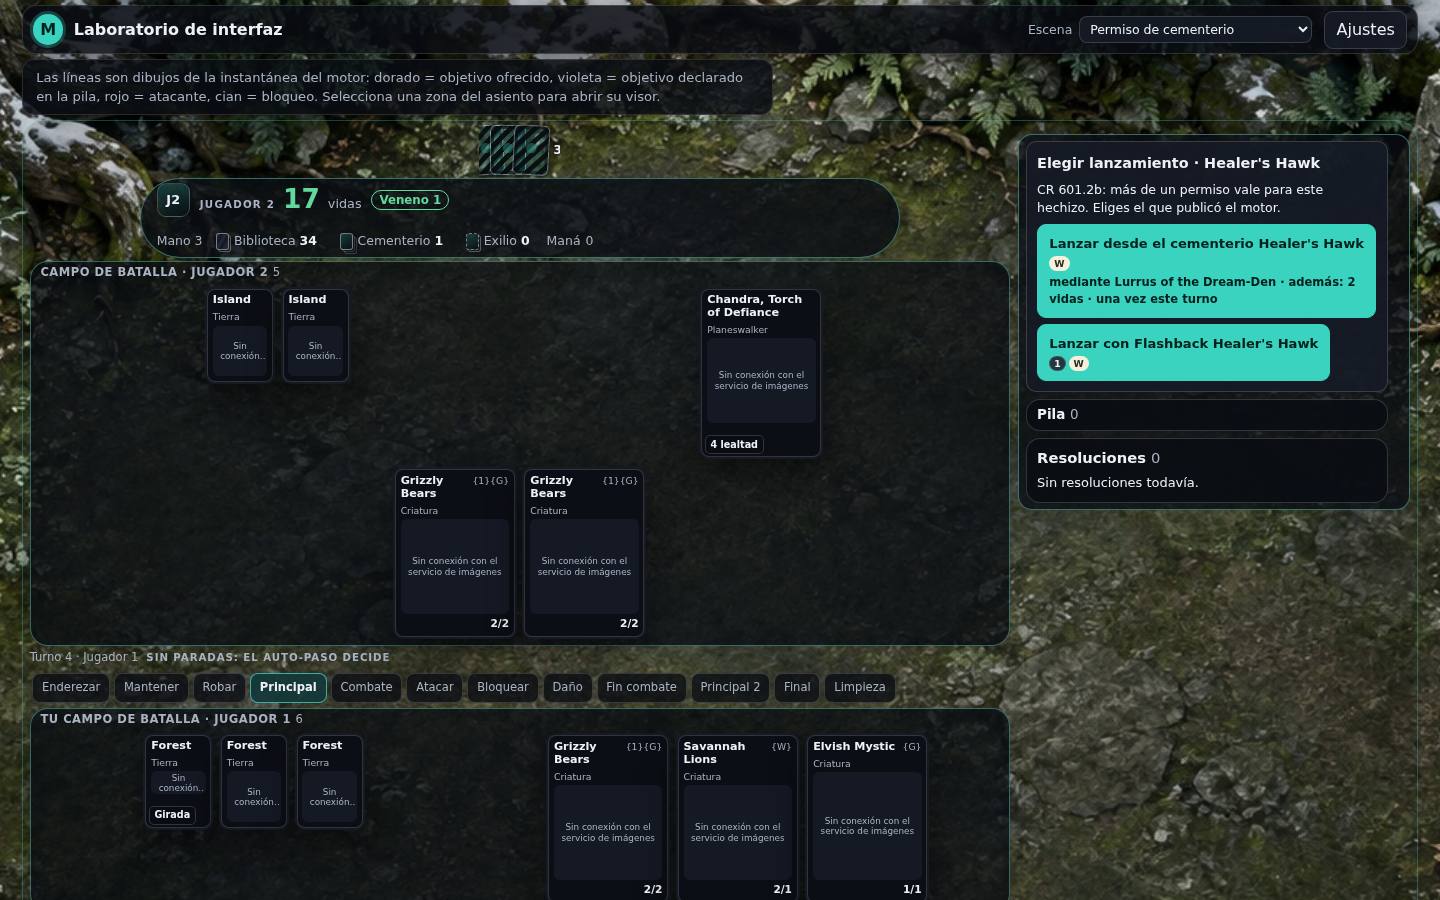 M Laboratorio de interfaz
Escena Permiso de cementerio Ajustes
Las líneas son dibujos de la instantánea del motor: dorado = objetivo ofrecido, violeta = objetivo declarado
en la pila, rojo = atacante, cian = bloqueo. Selecciona una zona del asiento para abrir su visor.
3
J2 JUGADOR 2 17 vidas Veneno 1
Mano 3 Biblioteca 34 Cementerio 1 Exilio 0 Maná 0
CAMPO DE BATALLA · JUGADOR 2 5
Island
Tierra
Sin
conexión..
Island
Tierra
Sin
conexión..
Chandra, Torch
of Defiance
Planeswalker
Sin conexión con el
servicio de imágenes
4 lealtad
Grizzly
Bears
{1}{G}
Criatura
Sin conexión con el
servicio de imágenes
2/2
Grizzly
Bears
{1}{G}
Criatura
Sin conexión con el
servicio de imágenes
2/2
Turno 4 · Jugador 1 SIN PARADAS: EL AUTO-PASO DECIDE
Enderezar Mantener Robar Principal Combate Atacar Bloquear Daño Fin combate Principal 2 Final Limpieza
TU CAMPO DE BATALLA · JUGADOR 1 6
Forest
Tierra
Sin
conexión..
Girada
Forest
Tierra
Sin
conexión..
Forest
Tierra
Sin
conexión..
Grizzly
Bears
{1}{G}
Criatura
Sin conexión con el
servicio de imágenes
2/2
Savannah
Lions
{W}
Criatura
Sin conexión con el
servicio de imágenes
2/1
Elvish Mystic {G}
Criatura
Sin conexión con el
servicio de imágenes
1/1
Elegir lanzamiento · Healer's Hawk
CR 601.2b: más de un permiso vale para este
hechizo. Eliges el que publicó el motor.
Lanzar desde el cementerio Healer's Hawk
W
mediante Lurrus of the Dream-Den · además: 2
vidas · una vez este turno
Lanzar con Flashback Healer's Hawk
1 W
Pila 0
Resoluciones 0
Sin resoluciones todavía.